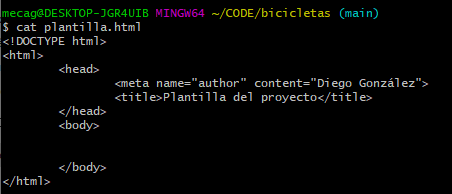 mecag@DESKTOP-JGR4UIB MINGW64 ~/CODE/bicicletas (main)
$ cat plantilla.html
<!DOCTYPE html>
<html>
        <head>
                <meta name="author" content="Diego González">
                <title>Plantilla del proyecto</title>
        </head>
        <body>
        </body>
</html>